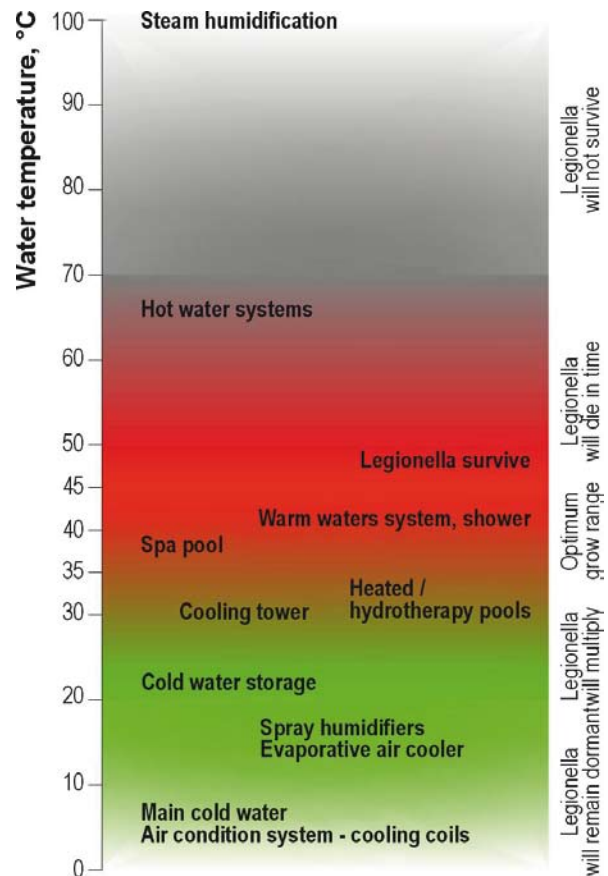 Water temperature, °C
100
90
80
70
60
50
45
40
35
30
20
10
0
Steam humidification
Hot water systems
Legionella survive
Warm waters system, shower
Spa pool
Heated /
hydrotherapy pools
Cooling tower
Cold water storage
Spray humidifiers
Evaporative air cooler
Main cold water
Air condition system - cooling coils
Legionella
will not survive
Legionella
will die in time
Optimum
grow range
Legionella
will multiply
Legionella
will remain dormant